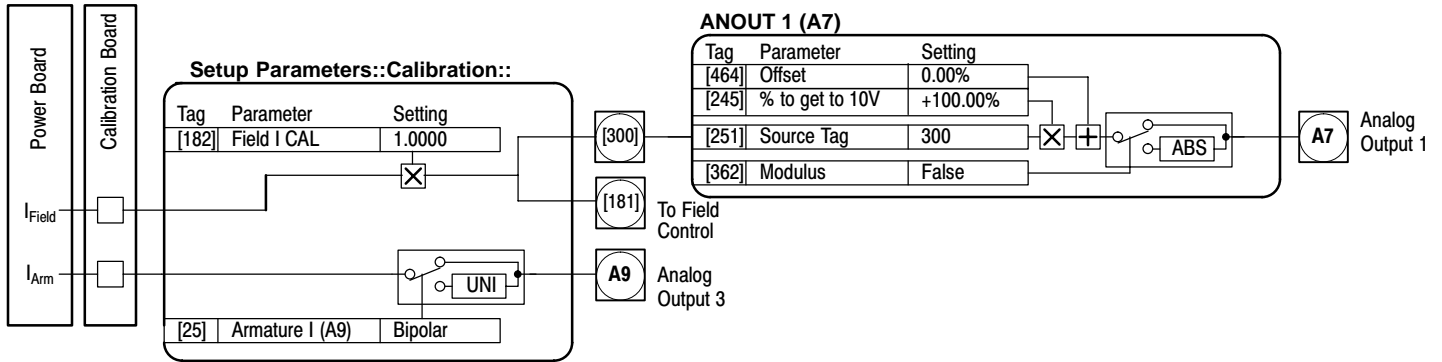 Power Board
Calibration Board
I Field
I Arm
Setup Parameters::Calibration::
Tag Parameter Setting
[182] Field I CAL 1.0000
[25] Armature I (A9) Bipolar
UNI
[300]
[181]
To Field
Control
A9
Analog
Output 3
ANOUT 1 (A7)
Tag Parameter Setting
[464] Offset 0.00%
[245] % to get to 10V +100.00%
[251] Source Tag 300
[362] Modulus False
ABS
A7
Analog
Output 1